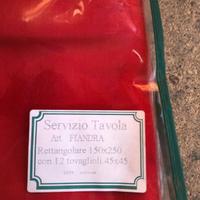 Servizio Tavola
Art. FIANDRA
Rettangolare 150x250
con 12 tovaglioli 45x45